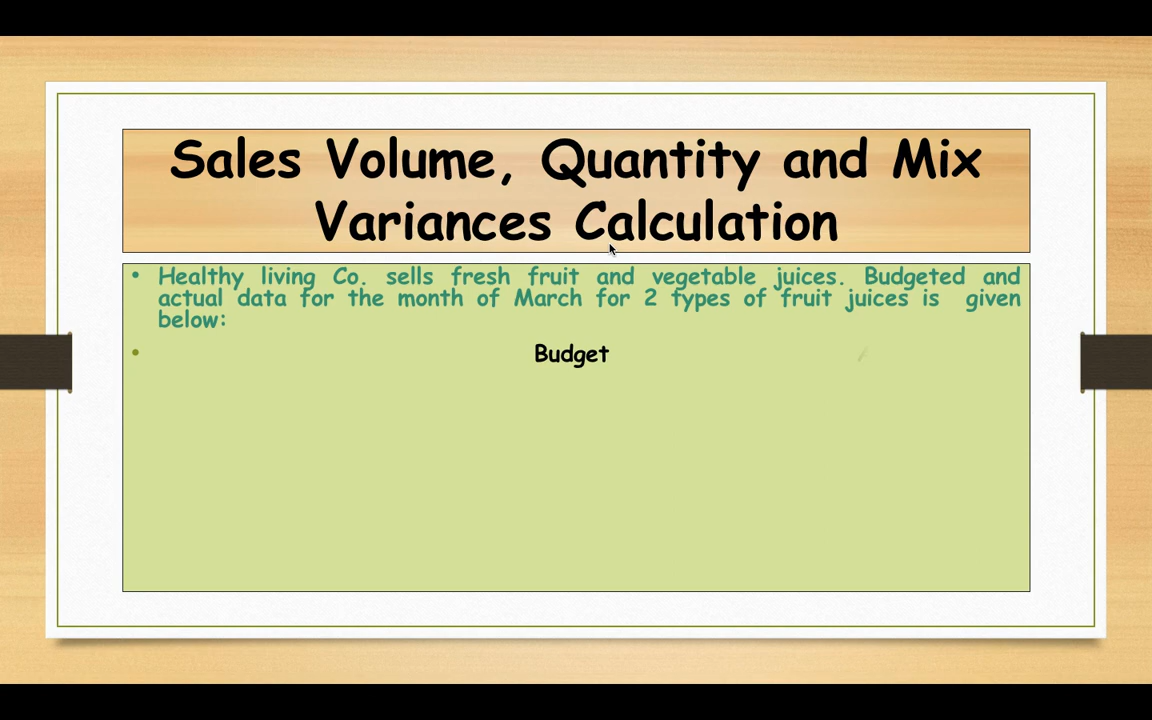 Sales Volume, Quantity and Mix
Variances Calculation
• Healthy living Co. sells fresh fruit and vegetable juices. Budgeted and
actual data for the month of March for 2 types of fruit juices is given
below:
• Budget